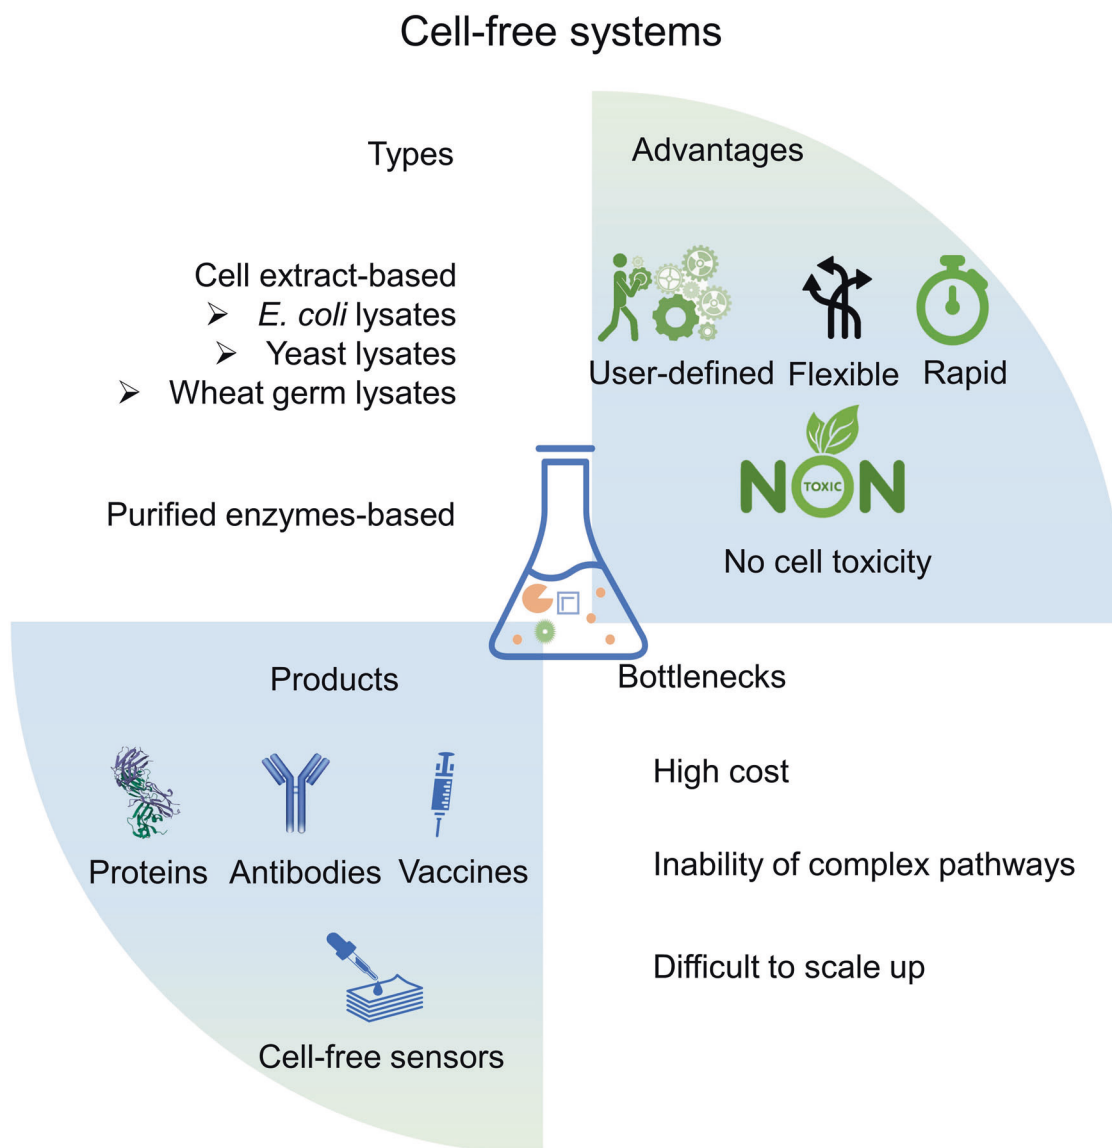 Cell-free systems
Types
Cell extract-based
➢ E. coli lysates
➢ Yeast lysates
➢ Wheat germ lysates
Purified enzymes-based
Advantages
User-defined
Flexible
Rapid
NON
TOXIC
No cell toxicity
Products
Proteins
Antibodies
Vaccines
Cell-free sensors
Bottlenecks
High cost
Inability of complex pathways
Difficult to scale up